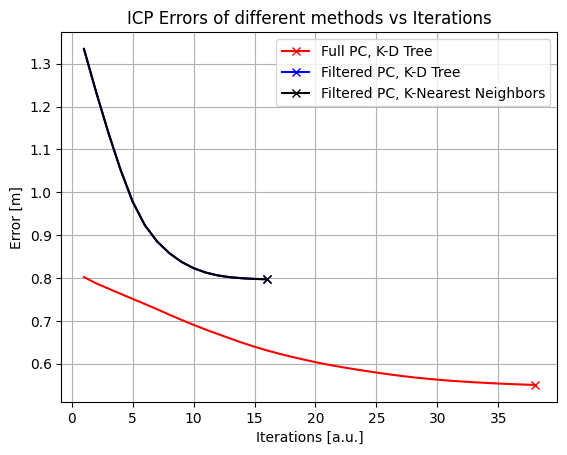 ICP Errors of different methods vs Iterations
Full PC, K-D Tree
Filtered PC, K-D Tree
Filtered PC, K-Nearest Neighbors
Error [m]
1.3
1.2
1.1
1.0
0.9
0.8
0.7
0.6
0 5 10 15 20 25 30 35
Iterations [a.u.]